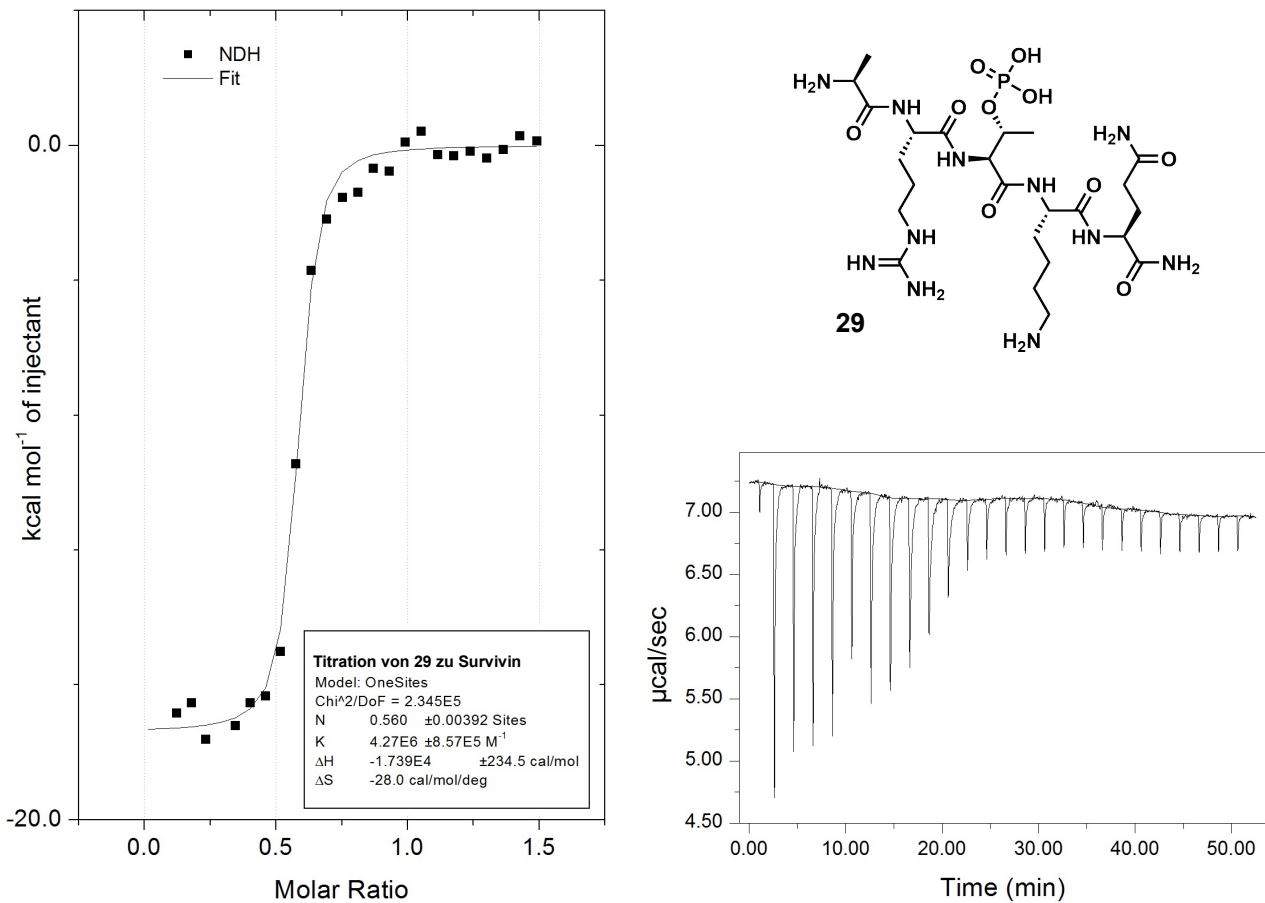 NDH
Fit
0.0
-20.0
kcal mol⁻¹ of injectant
0.0 0.5 1.0 1.5
Molar Ratio
Titration von 29 zu Survivin
Model: OneSites
Chi^2/DoF = 2.345E5
N 0.560 ±0.00392 Sites
K 4.27E6 ±8.57E5 M⁻¹
ΔH -1.739E4 ±234.5 cal/mol
ΔS -28.0 cal/mol/deg
O OH
P
OH
H₂N
NH O O
O
HN
H₂N
O
NH O
O
NH
HN
HN
NH₂
NH₂
O
29
H₂N
7.00
6.50
6.00
5.50
5.00
4.50
µcal/sec
0.00 10.00 20.00 30.00 40.00 50.00
Time (min)